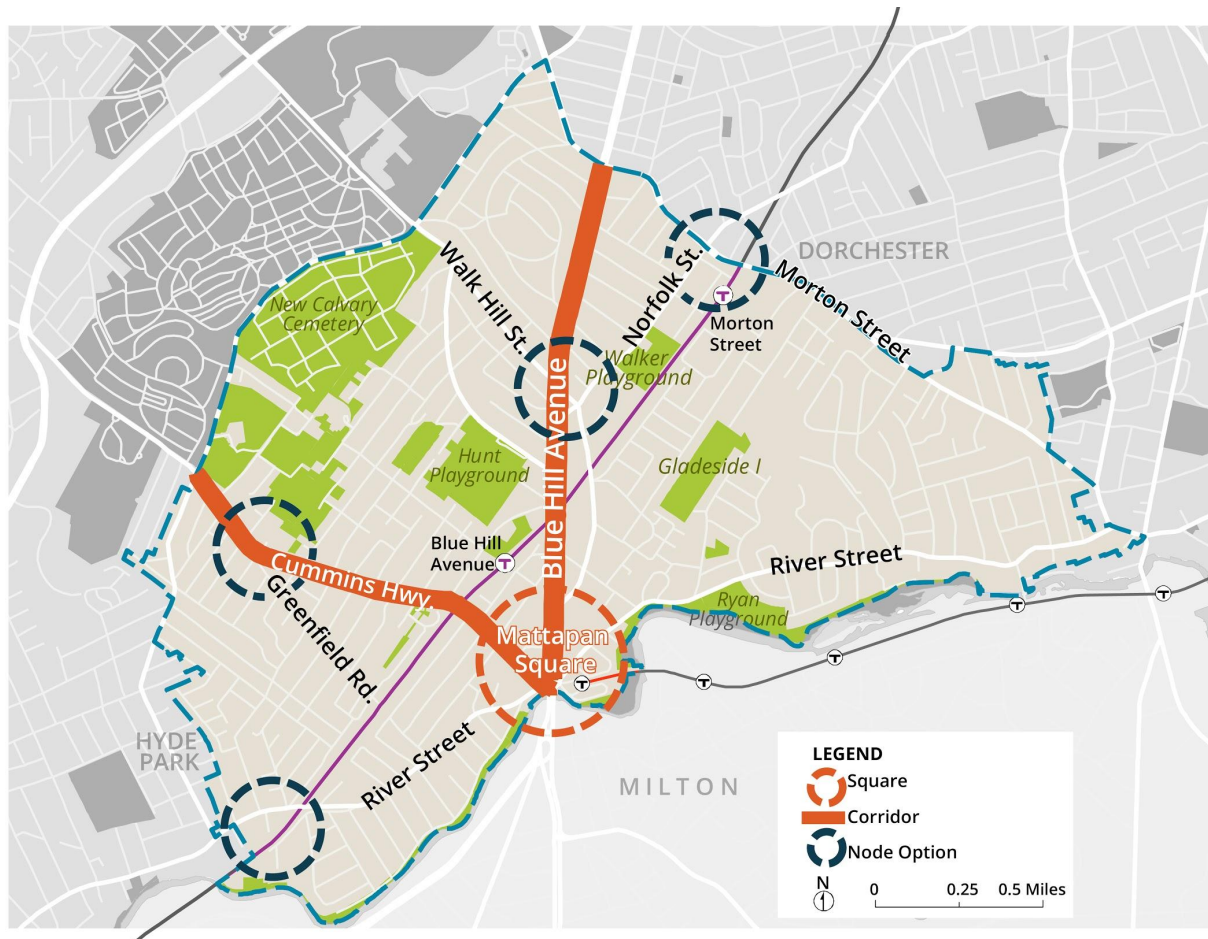 DORCHESTER
Morton Street
Norfolk St.
Walk Hill St.
New Calvary
Cemetery
T
Morton
Street
Walker
Playground
Blue Hill Avenue
Hunt
Playground
Gladeside I
Blue Hill
Avenue
T
River Street
Cummins Hwy.
Greenfield Rd.
Ryan
Playground
T
T
Mattapan
Square
T
T
T
HYDE
PARK
River Street
MILTON
LEGEND
Square
Corridor
Node Option
N
0 0.25 0.5 Miles